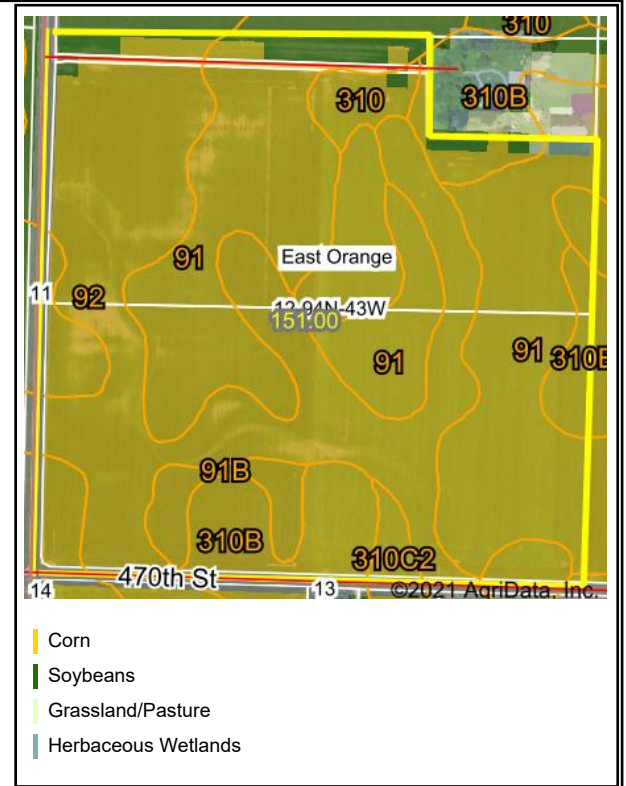 310
310
310B
East Orange
91
11
92
12-94N-43W
151.00
91
91
310B
91B
310B
310C2
470th St
14
13
©2021 AgriData, Inc.
Corn
Soybeans
Grassland/Pasture
Herbaceous Wetlands